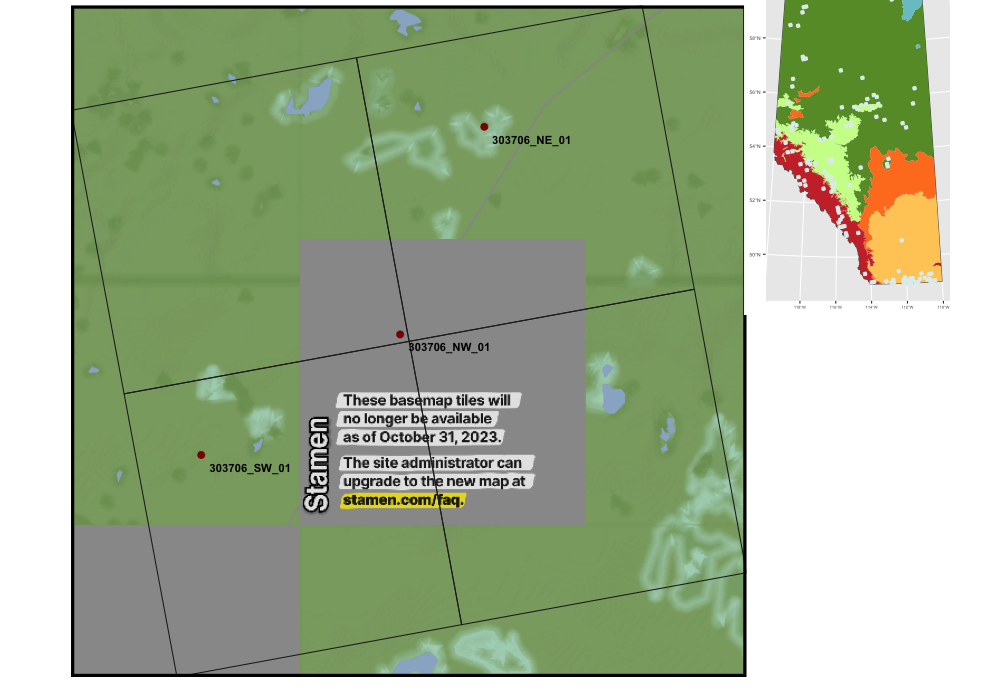 303706_NE_01
303706_NW_01
303706_SW_01
Stamen
These basemap tiles will
no longer be available
as of October 31, 2023.
The site administrator can
upgrade to the new map at
stamen.com/faq.
58°N
56°N
54°N
52°N
50°N
118°W
116°W
114°W
112°W
110°W